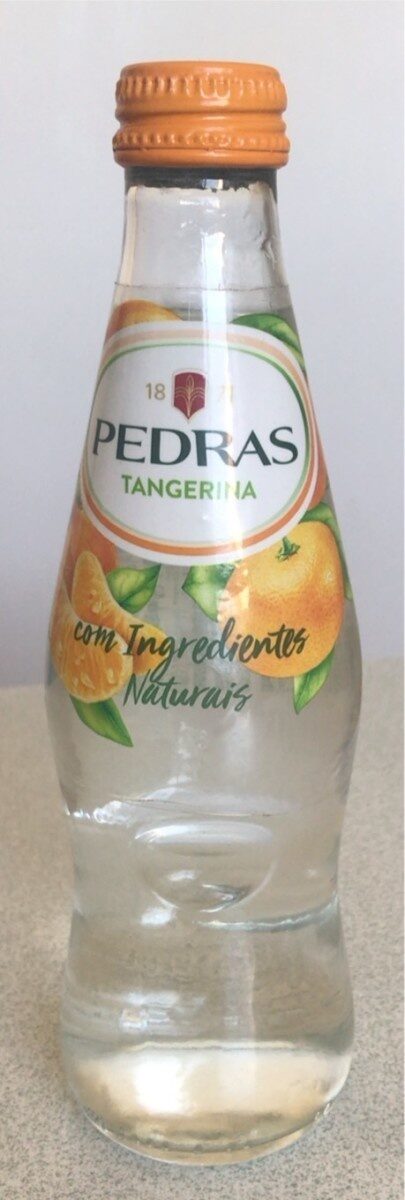 18 71
PEDRAS
TANGERINA
com Ingredientes
Naturais